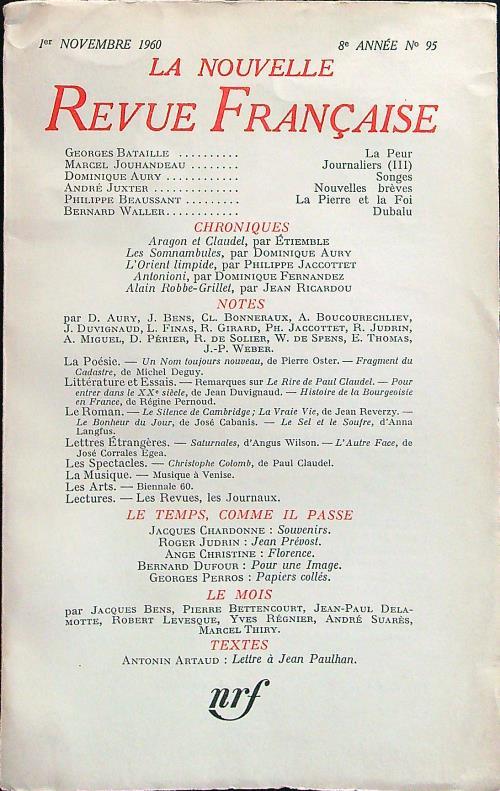 1er NOVEMBRE 1960 8e ANNÉE No 95
LA NOUVELLE
REVUE FRANÇAISE
GEORGES BATAILLE .......... La Peur
MARCEL JOUHANDEAU ........ Journaliers (III)
DOMINIQUE AURY ........... Songes
ANDRÉ JUXTER ............. Nouvelles brèves
PHILIPPE BEAUSSANT ......... La Pierre et la Foi
BERNARD WALLER............ Dubalu
CHRONIQUES
Aragon et Claudel, par ÉTIEMBLE
Les Somnambules, par DOMINIQUE AURY
L'Orient limpide, par PHILIPPE JACCOTTET
Antonioni, par DOMINIQUE FERNANDEZ
Alain Robbe-Grillet, par JEAN RICARDOU
NOTES
par D. AURY, J. BENS, CL. BONNERAUX, A. BOUCOURECHLIEV,
J. DUVIGNAUD, L. FINAS, R. GIRARD, PH. JACCOTTET, R. JUDRIN,
A. MIGUEL, D. PÉRIER, R. DE SOLIER, W. DE SPENS, E. THOMAS,
J.-P. WEBER.
La Poésie. — Un Nom toujours nouveau, de Pierre Oster. — Fragment du
Cadastre, de Michel Deguy.
Littérature et Essais. — Remarques sur Le Rire de Paul Claudel. — Pour
entrer dans le XXe siècle, de Jean Duvignaud. — Histoire de la Bourgeoisie
en France, de Régine Pernoud.
Le Roman. — Le Silence de Cambridge ; La Vraie Vie, de Jean Reverzy. —
Le Bonheur du Jour, de José Cabanis. — Le Sel et le Soufre, d'Anna
Langfus.
Lettres Étrangères. — Saturnales, d'Angus Wilson. — L'Autre Face, de
José Corrales Egea.
Les Spectacles. — Christophe Colomb, de Paul Claudel.
La Musique. — Musique à Venise.
Les Arts. — Biennale 60.
Lectures. — Les Revues, les Journaux.
LE TEMPS, COMME IL PASSE
JACQUES CHARDONNE : Souvenirs.
ROGER JUDRIN : Jean Prévost.
ANGE CHRISTINE : Florence.
BERNARD DUFOUR : Pour une Image.
GEORGES PERROS : Papiers collés.
LE MOIS
par JACQUES BENS, PIERRE BETTENCOURT, JEAN-PAUL DELA-
MOTTE, ROBERT LEVESQUE, YVES RÉGNIER, ANDRÉ SUARÈS,
MARCEL THIRY.
TEXTES
ANTONIN ARTAUD : Lettre à Jean Paulhan.
nrf